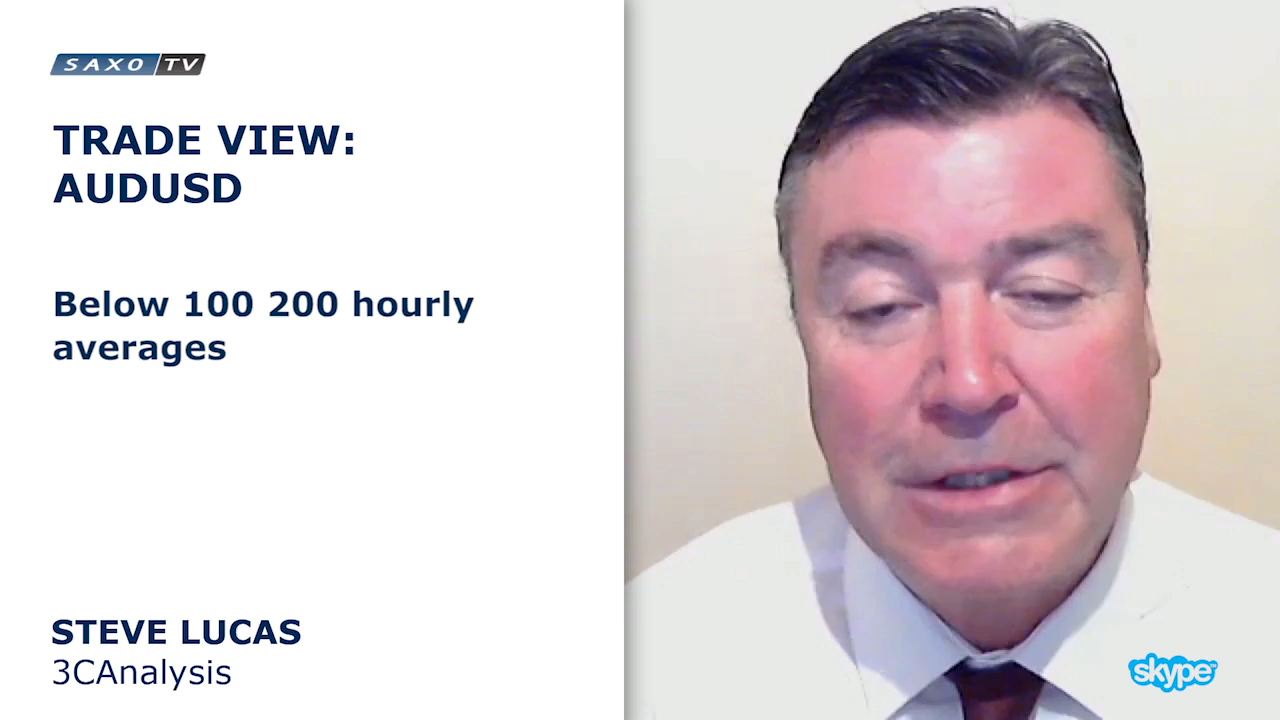 SAXO TV
TRADE VIEW:
AUDUSD
Below 100 200 hourly
averages
STEVE LUCAS
3CAnalysis
skype